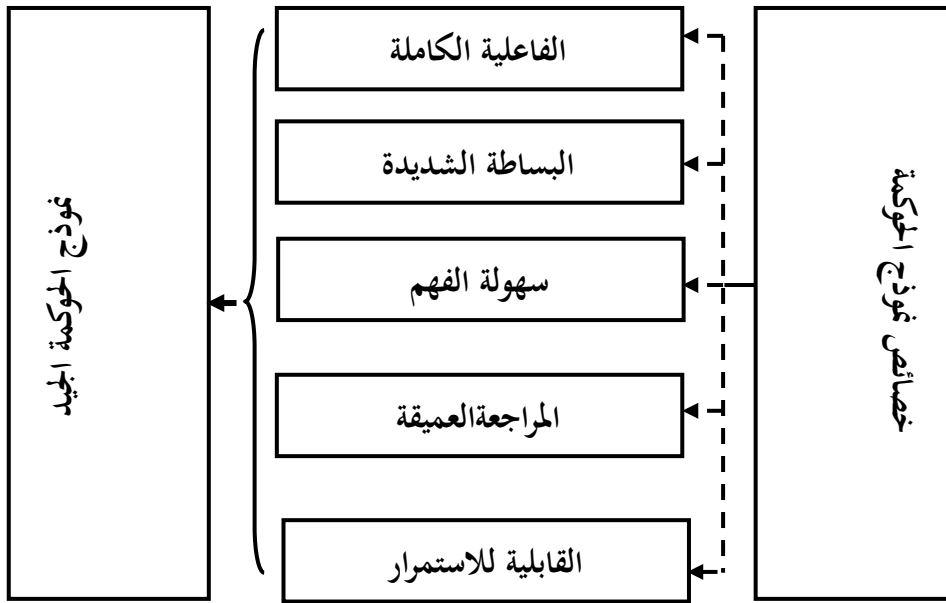 خصائص نموذج الحوكمة
الفاعلية الكاملة
البساطة الشديدة
سهولة الفهم
المراجعةالعميقة
القابلية للاستمرار
نموذج الحوكمة الجيد